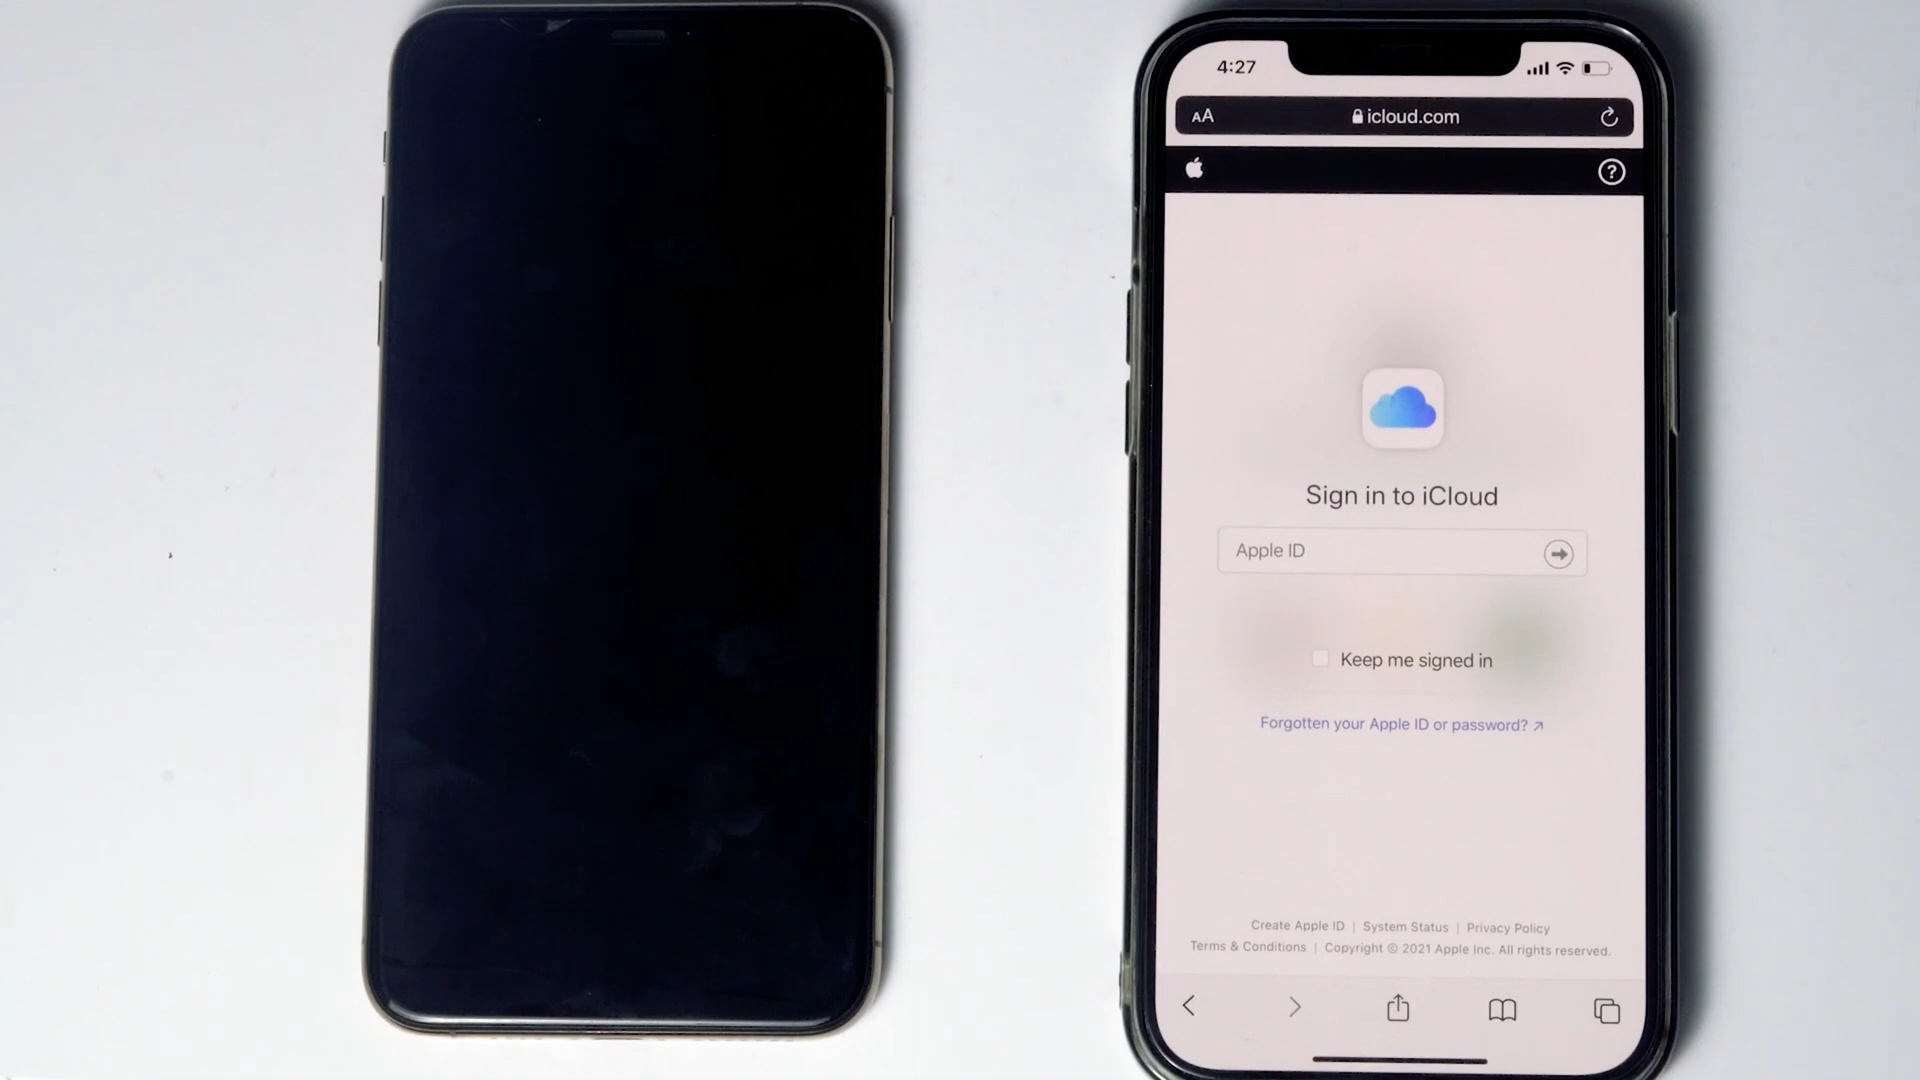 4:27
AA
icloud.com
?
Sign in to iCloud
Apple ID
Keep me signed in
Forgotten your Apple ID or password? ↗
Create Apple ID | System Status | Privacy Policy
Terms & Conditions | Copyright © 2021 Apple Inc. All rights reserved.